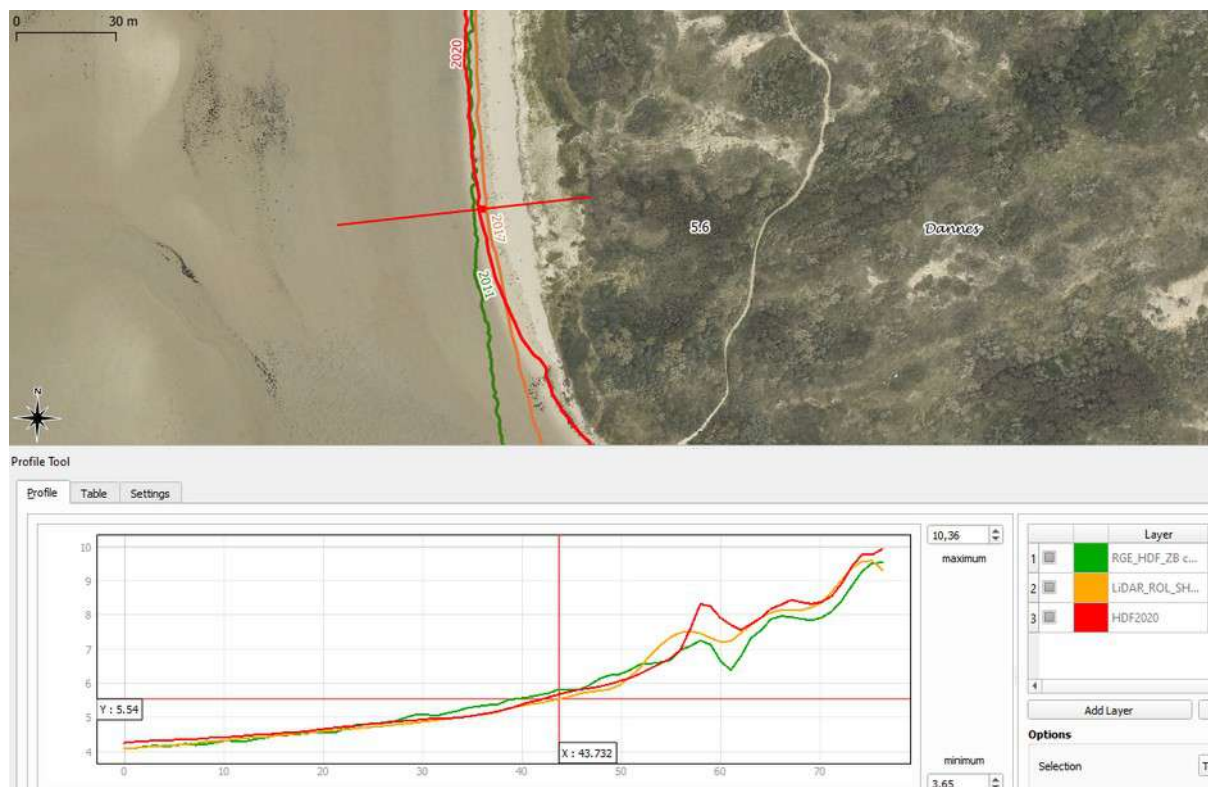 0 30 m
2020
2017
2011
5.6
Dannes
N
Profile Tool
Profile Table Settings
10
9
8
7
6
5
4
0 10 20 30 40 50 60 70
Y : 5.54
X : 43.732
10,36
maximum
minimum
3,65
Layer
1 RGE_HDF_ZB c...
2 LiDAR_ROL_SH...
3 HDF2020
Add Layer
Options
Selection T